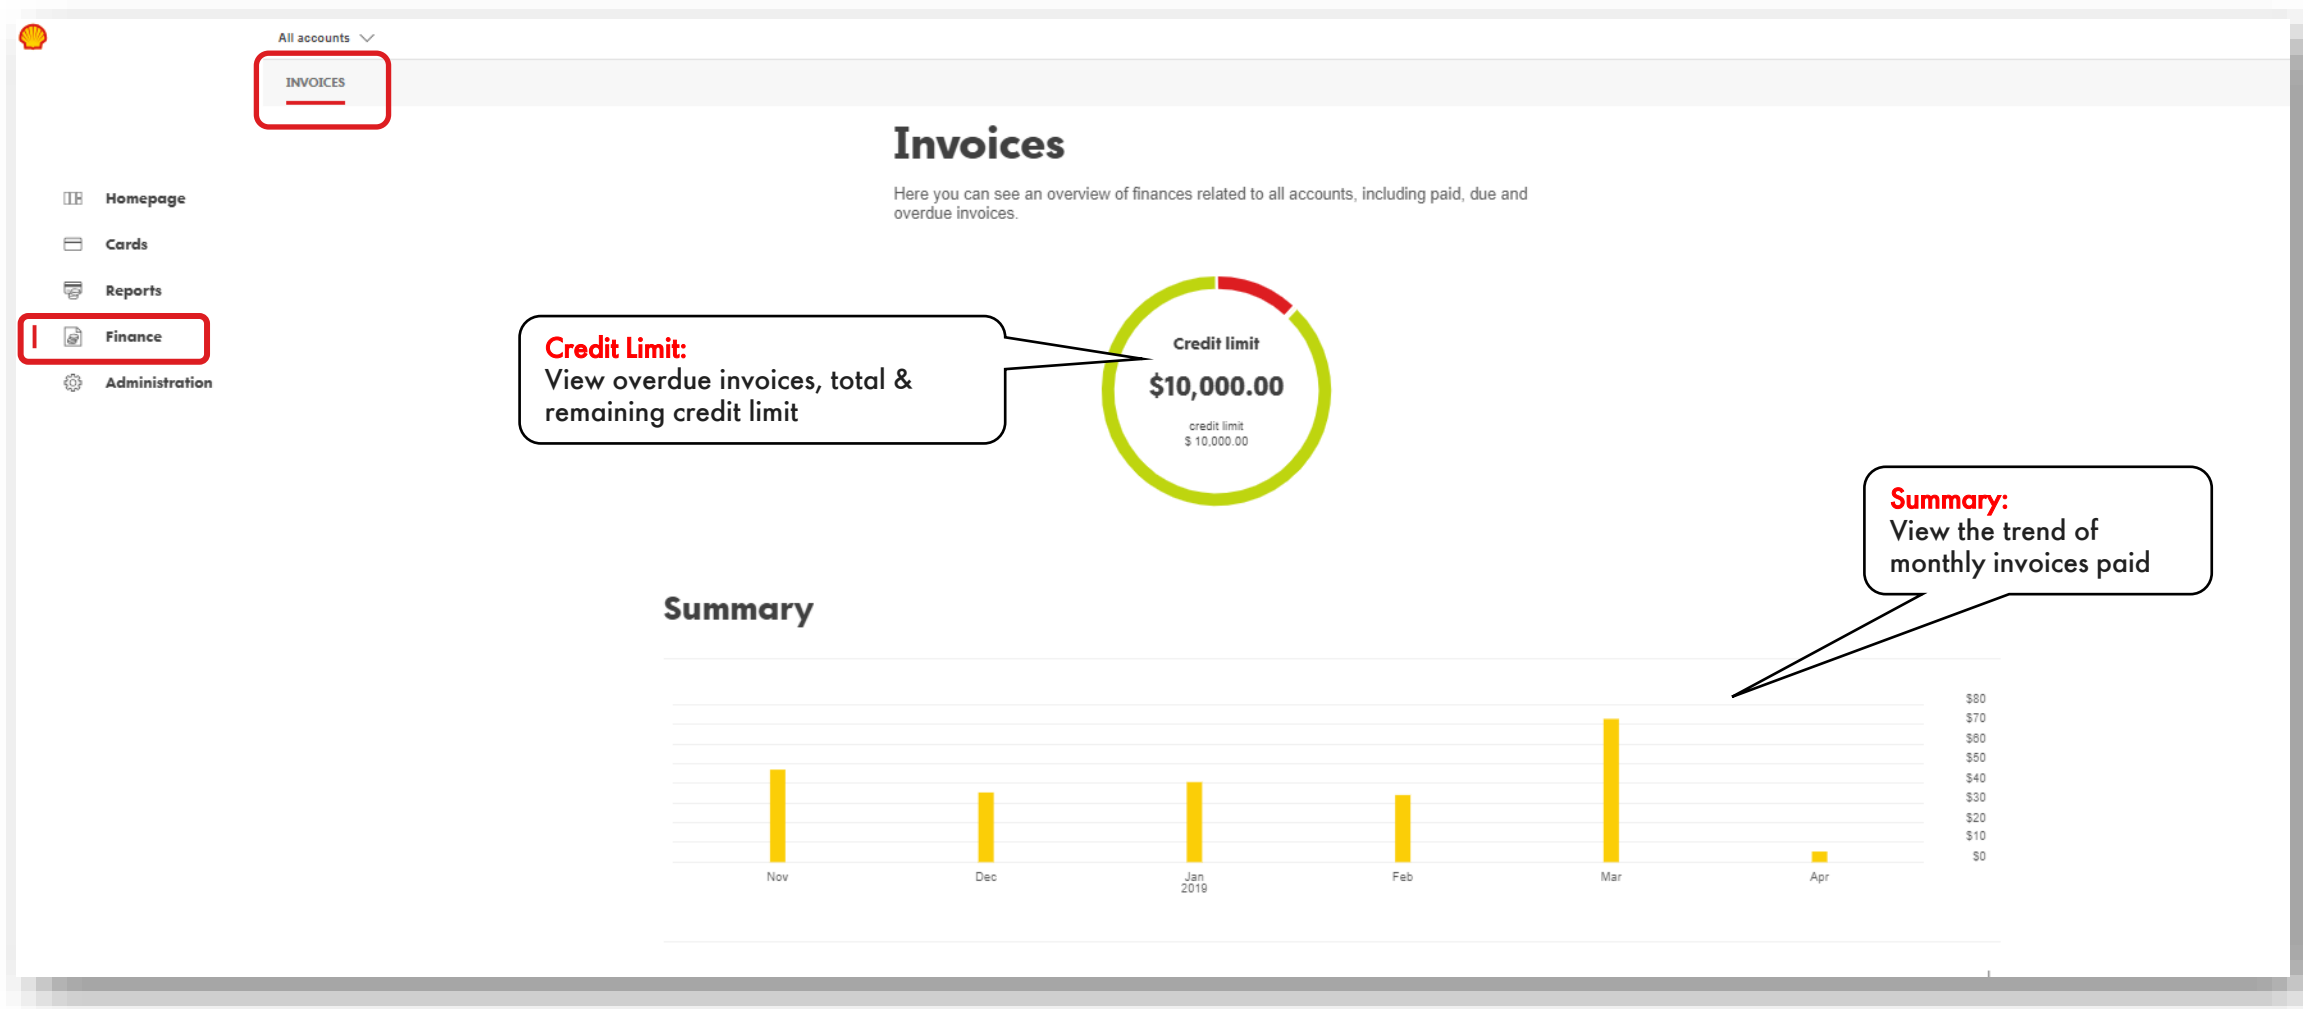 All accounts
INVOICES
Invoices
Here you can see an overview of finances related to all accounts, including paid, due and
overdue invoices.
Homepage
Cards
Reports
Finance
Administration
Credit Limit:
View overdue invoices, total &
remaining credit limit
Credit limit
$10,000.00
credit limit
$ 10,000.00
Summary:
View the trend of
monthly invoices paid
Summary
$80
$70
$60
$50
$40
$30
$20
$10
$0
Nov
Dec
Jan
2019
Feb
Mar
Apr